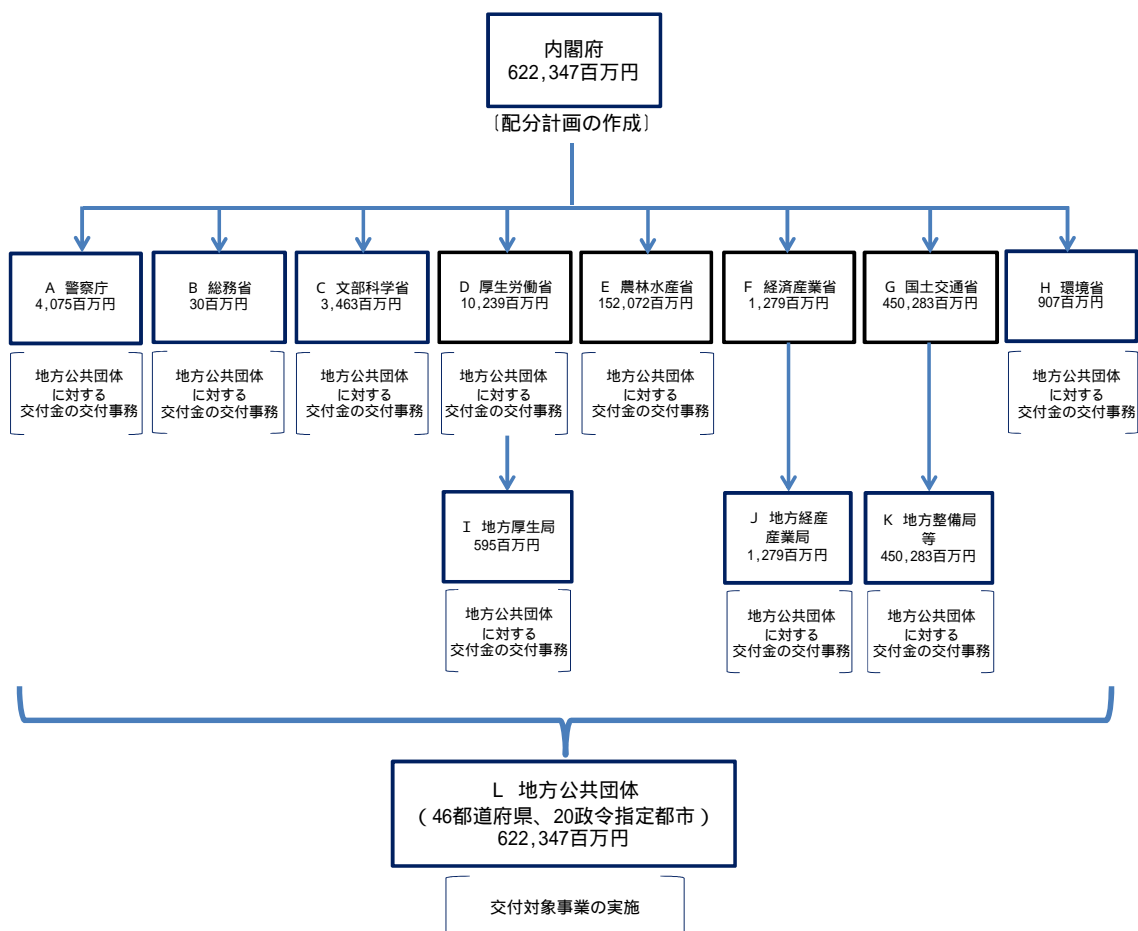 内閣府
622,347百万円
〔配分計画の作成〕
A 警察庁
4,075百万円
B 総務省
30百万円
C 文部科学省
3,463百万円
D 厚生労働省
10,239百万円
E 農林水産省
152,072百万円
F 経済産業省
1,279百万円
G 国土交通省
450,283百万円
H 環境省
907百万円
地方公共団体
に対する
交付金の交付事務
地方公共団体
に対する
交付金の交付事務
地方公共団体
に対する
交付金の交付事務
地方公共団体
に対する
交付金の交付事務
地方公共団体
に対する
交付金の交付事務
地方公共団体
に対する
交付金の交付事務
I 地方厚生局
595百万円
J 地方経産
産業局
1,279百万円
K 地方整備局
等
450,283百万円
地方公共団体
に対する
交付金の交付事務
地方公共団体
に対する
交付金の交付事務
地方公共団体
に対する
交付金の交付事務
L 地方公共団体
（46都道府県、20政令指定都市）
622,347百万円
交付対象事業の実施